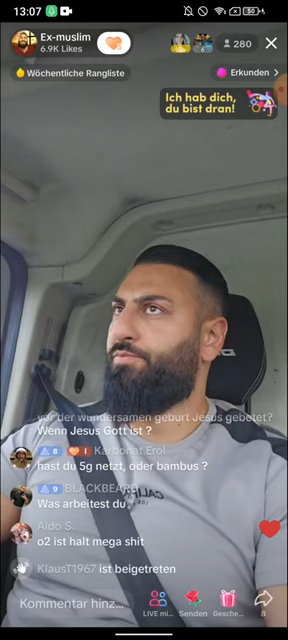 13:07
50
Ex-muslim
6.9K Likes
6
280
Wöchentliche Rangliste
Erkunden
Ich hab dich,
du bist dran!
vor der wundersamen geburt Jesus gebetet?
Wenn Jesus Gott ist ?
8 1 Karbonat Erol
hast du 5g netzt, oder bambus ?
9 BLACKBEARD
Was arbeitest du
Aldo S.
o2 ist halt mega shit
KlausT1967 ist beigetreten
Kommentar hinz...
LIVE mi...
Senden
Gesche...
8